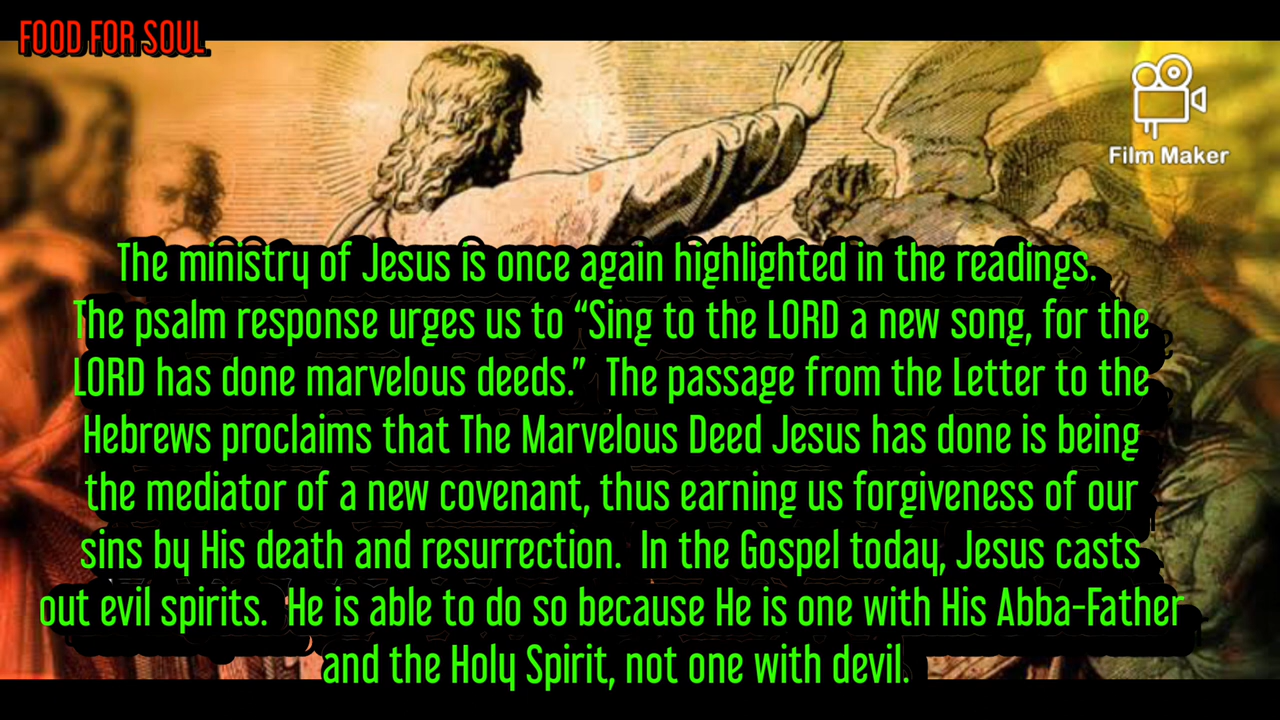 FOOD FOR SOUL
Film Maker
The ministry of Jesus is once again highlighted in the readings.
The psalm response urges us to “Sing to the LORD a new song, for the
LORD has done marvelous deeds.”  The passage from the Letter to the
Hebrews proclaims that The Marvelous Deed Jesus has done is being
the mediator of a new covenant, thus earning us forgiveness of our
sins by His death and resurrection.  In the Gospel today, Jesus casts
out evil spirits.  He is able to do so because He is one with His Abba-Father
and the Holy Spirit, not one with devil.